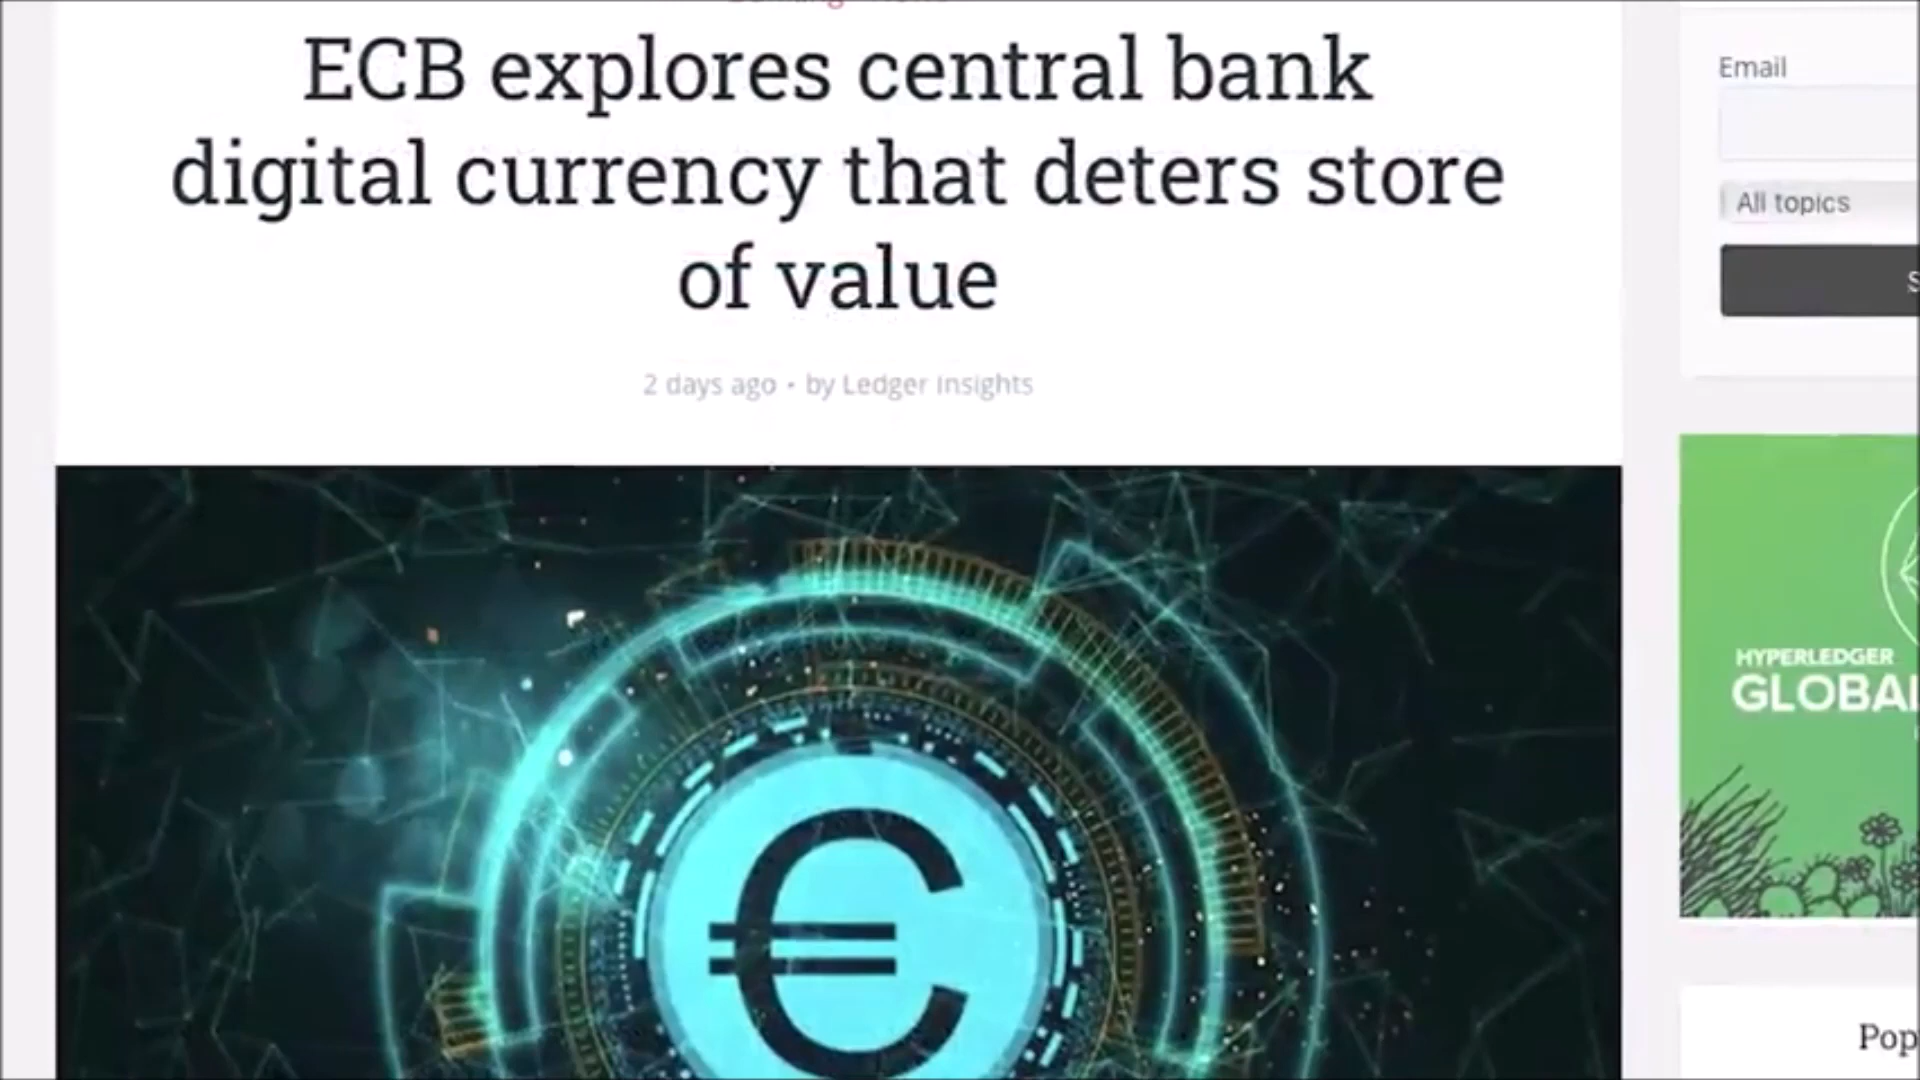 ECB explores central bank
digital currency that deters store
of value
2 days ago • by Ledger Insights
Email
All topics
HYPERLEDGER
Pop